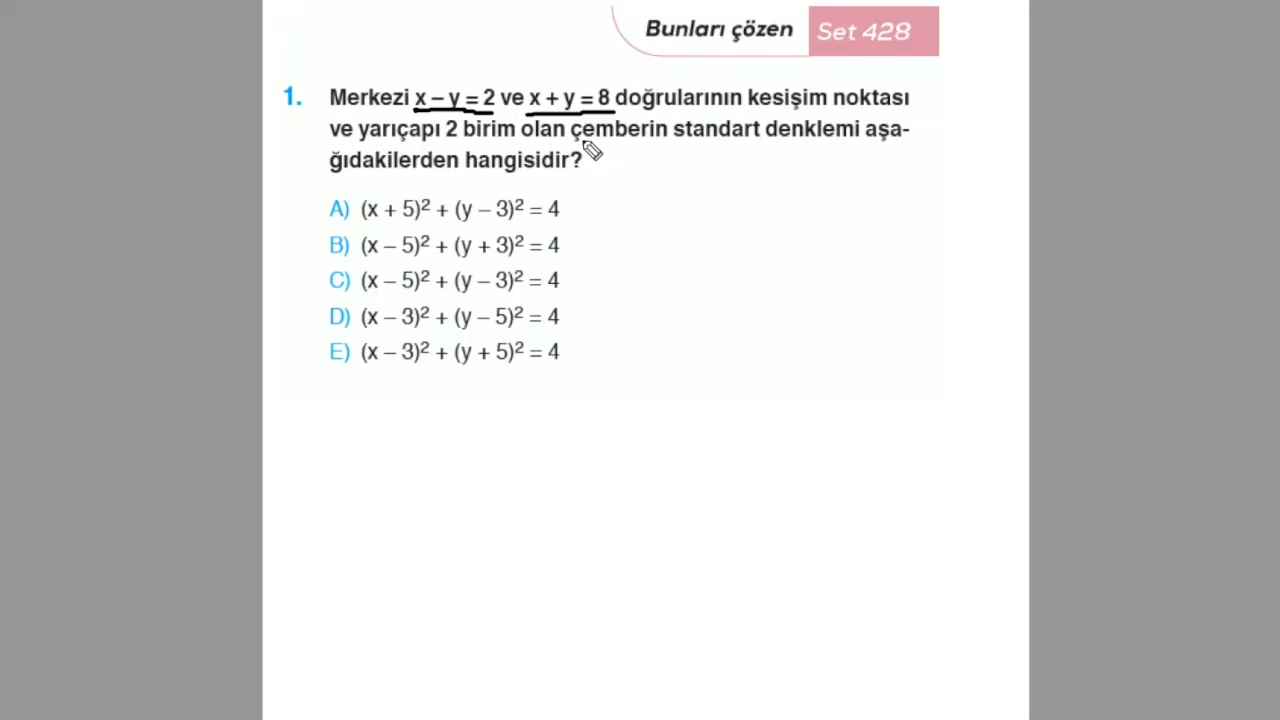 Bunları çözen Set 428
1. Merkezi x – y = 2 ve x + y = 8 doğrularının kesişim noktası
ve yarıçapı 2 birim olan çemberin standart denklemi aşa-
ğıdakilerden hangisidir?
A) (x + 5)² + (y – 3)² = 4
B) (x – 5)² + (y + 3)² = 4
C) (x – 5)² + (y – 3)² = 4
D) (x – 3)² + (y – 5)² = 4
E) (x – 3)² + (y + 5)² = 4